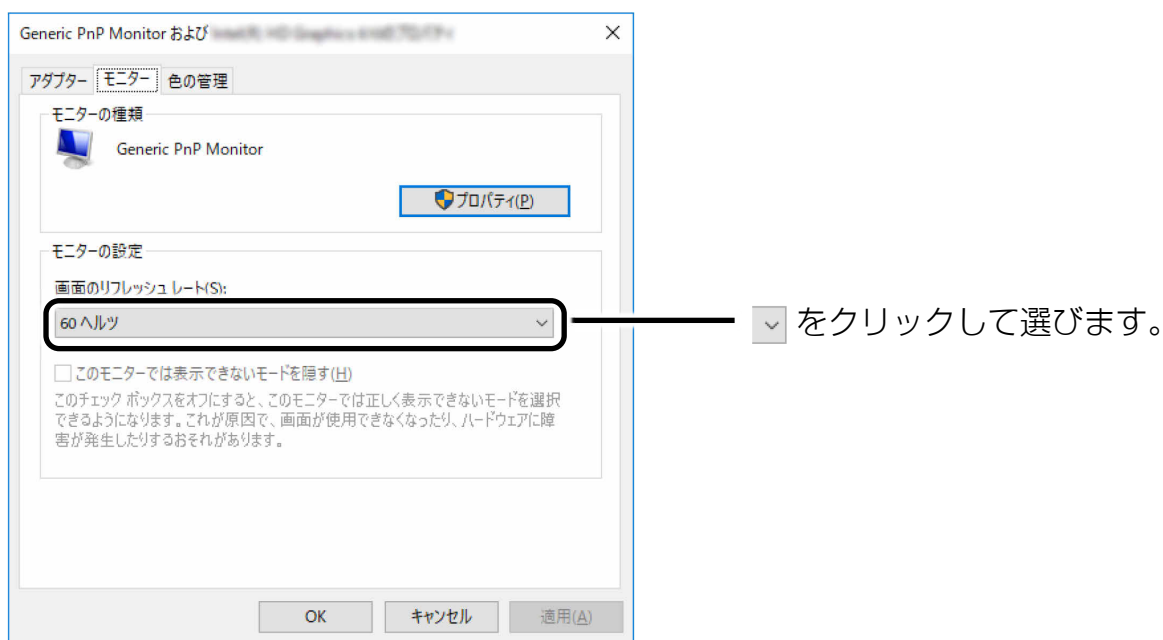 Generic PnP Monitor および
アダプター モニター 色の管理
モニターの種類
Generic PnP Monitor
プロパティ(P)
モニターの設定
画面のリフレッシュ レート(S):
60 ヘルツ
をクリックして選びます。
このモニターでは表示できないモードを隠す(H)
このチェック ボックスをオフにすると、このモニターでは正しく表示できないモードを選択
できるようになります。これが原因で、画面が使用できなくなったり、ハードウェアに障
害が発生したりするおそれがあります。
OK キャンセル 適用(A)